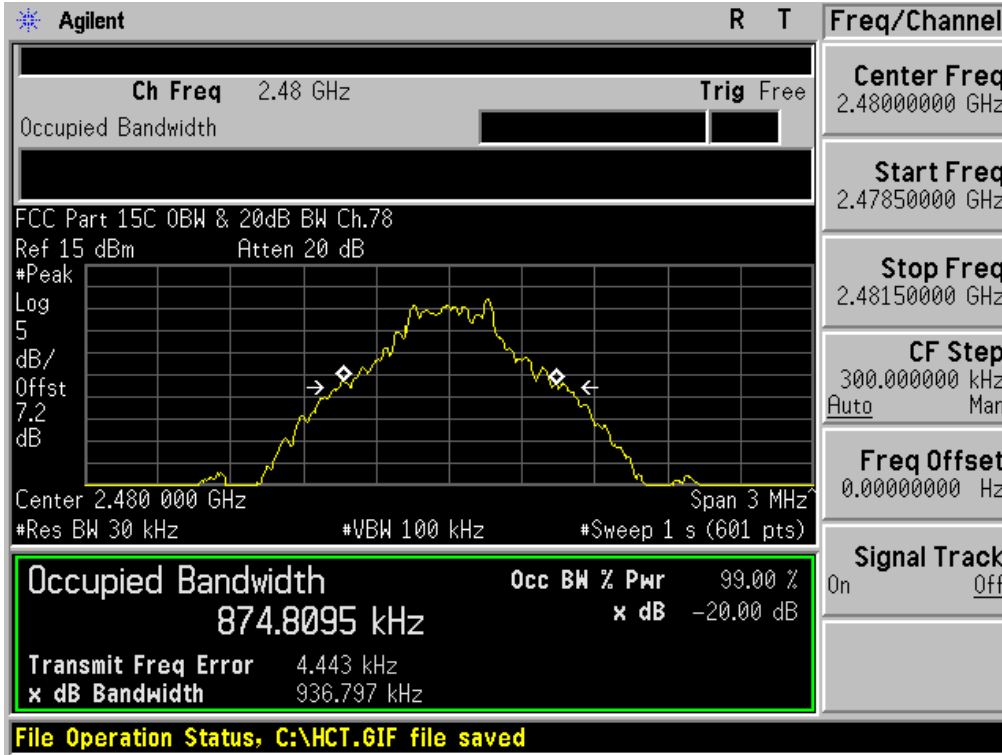 Agilent R T Freq/Channel
Ch Freq 2.48 GHz Trig Free
Occupied Bandwidth
Center Freq
2.48000000 GHz
Start Freq
2.47850000 GHz
Stop Freq
2.48150000 GHz
CF Step
300.000000 kHz
Auto Man
Freq Offset
0.00000000 Hz
Signal Track
On Off
FCC Part 15C OBW & 20dB BW Ch.78
Ref 15 dBm Atten 20 dB
#Peak
Log
5
dB/
Offst
7.2
dB
Center 2.480 000 GHz Span 3 MHz^
#Res BW 30 kHz #VBW 100 kHz #Sweep 1 s (601 pts)
Occupied Bandwidth Occ BW % Pwr 99.00 %
874.8095 kHz x dB -20.00 dB
Transmit Freq Error 4.443 kHz
x dB Bandwidth 936.797 kHz
File Operation Status, C:\HCT.GIF file saved